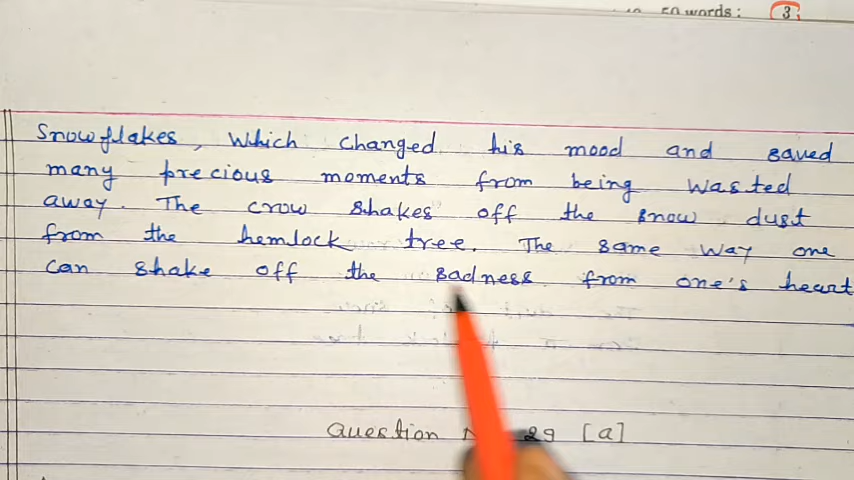 50 words: 3
Snowflakes, which changed his mood and saved
many precious moments from being wasted
away. The crow shakes off the snow dust
from the hemlock tree. The same way one
can shake off the sadness from one's heart
Question 29 [a]